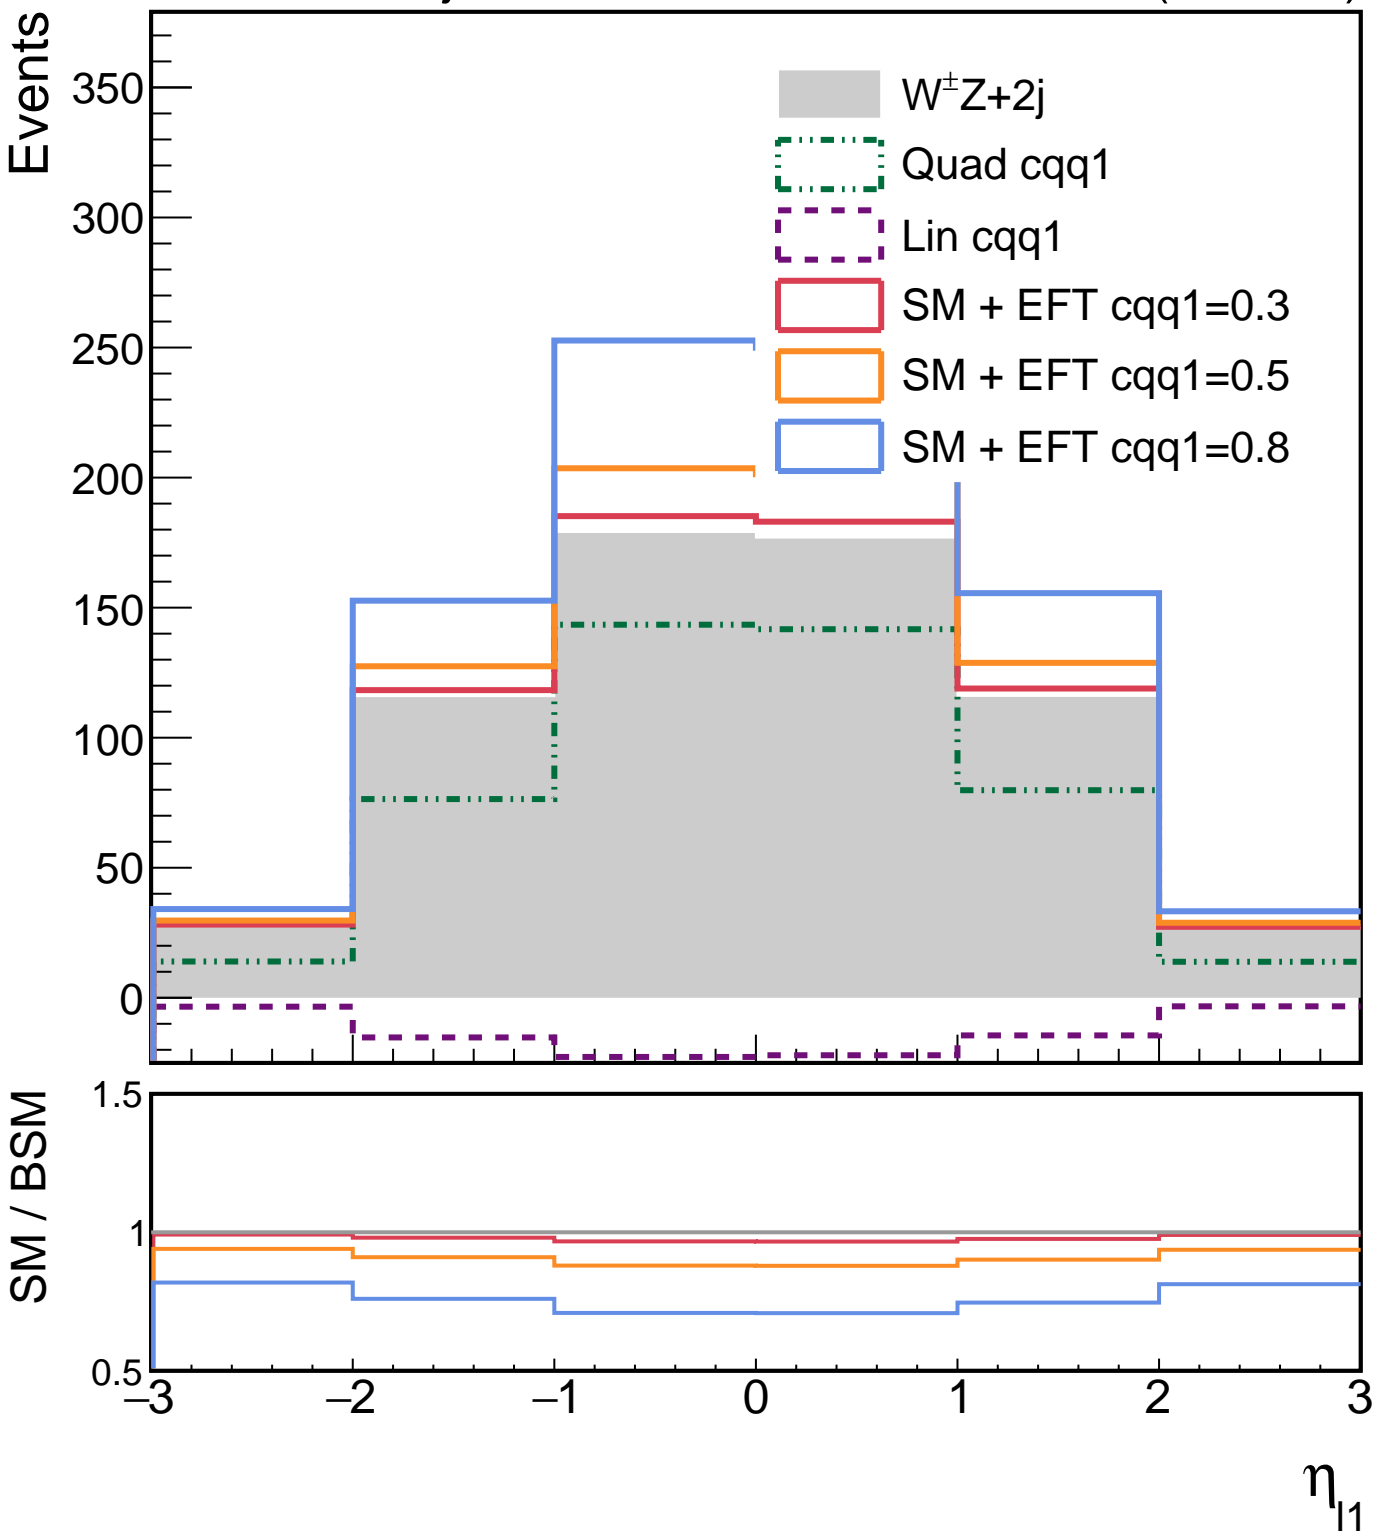 Events
350
300
250
200
150
100
50
0
W±Z+2j
Quad cqq1
Lin cqq1
SM + EFT cqq1=0.3
SM + EFT cqq1=0.5
SM + EFT cqq1=0.8
SM / BSM
1.5
1
0.5
−3 −2 −1 0 1 2 3
η_l1